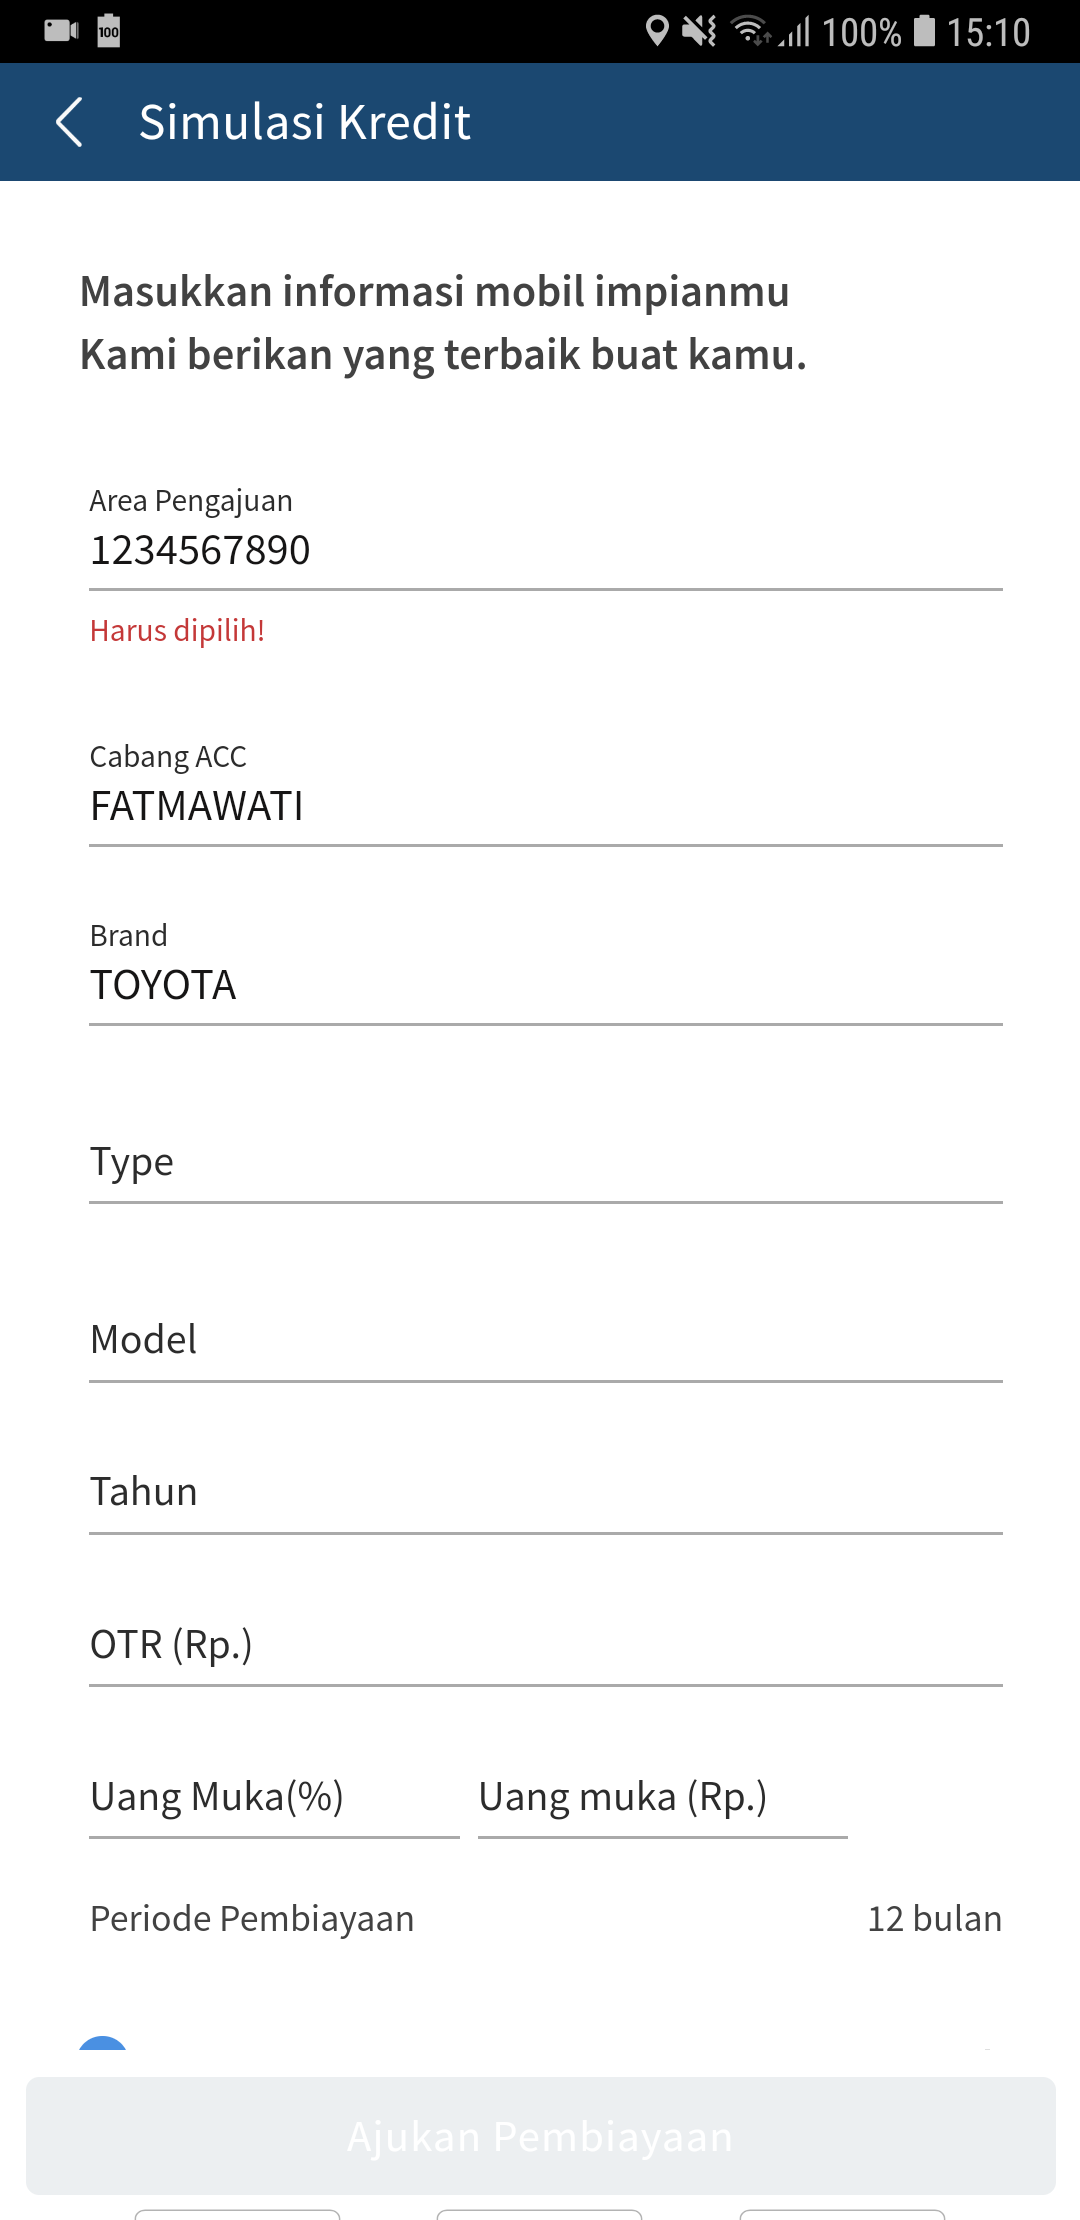 100
100%
15:10
Simulasi Kredit
Masukkan informasi mobil impianmu
Kami berikan yang terbaik buat kamu.
Area Pengajuan
1234567890
Harus dipilih!
Cabang ACC
FATMAWATI
Brand
TOYOTA
Type
Model
Tahun
OTR (Rp.)
Uang Muka(%)
Uang muka (Rp.)
Periode Pembiayaan
12 bulan
Ajukan Pembiayaan